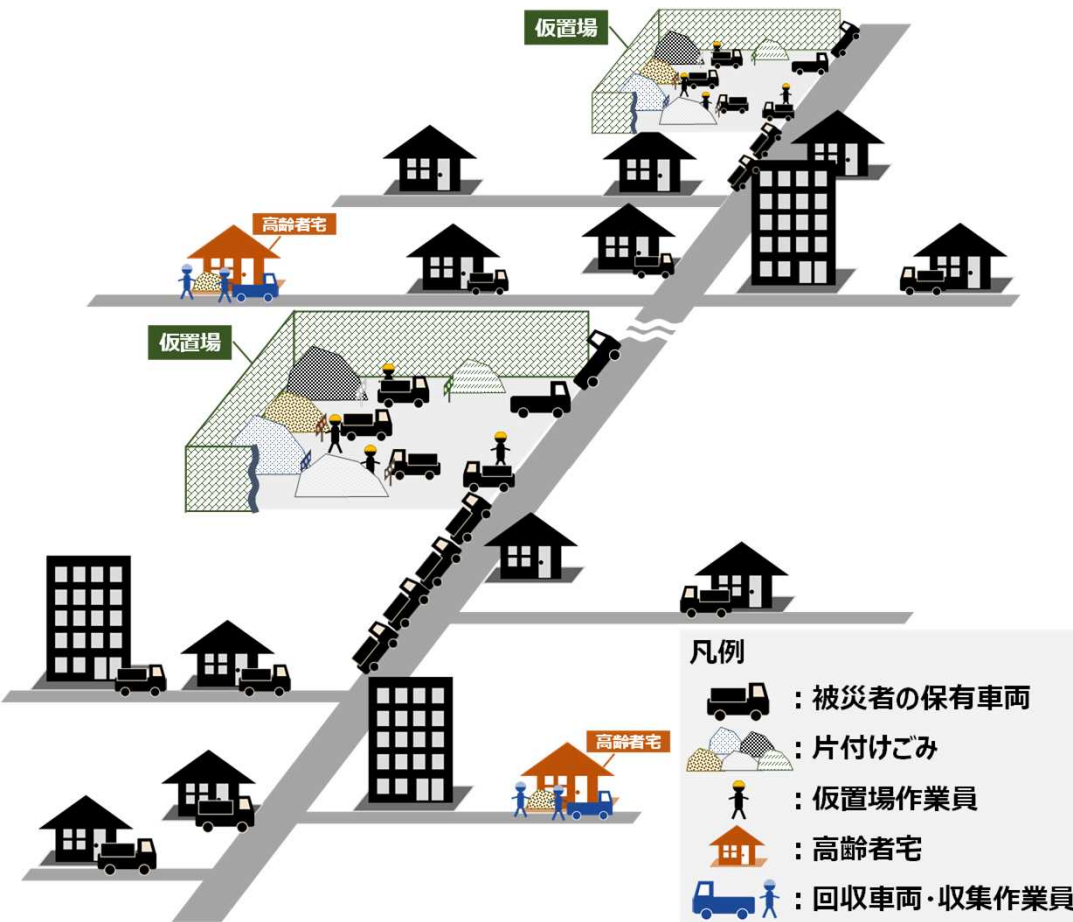 仮置場
高齢者宅
仮置場
高齢者宅
凡例
：被災者の保有車両
：片付けごみ
：仮置場作業員
：高齢者宅
：回収車両・収集作業員